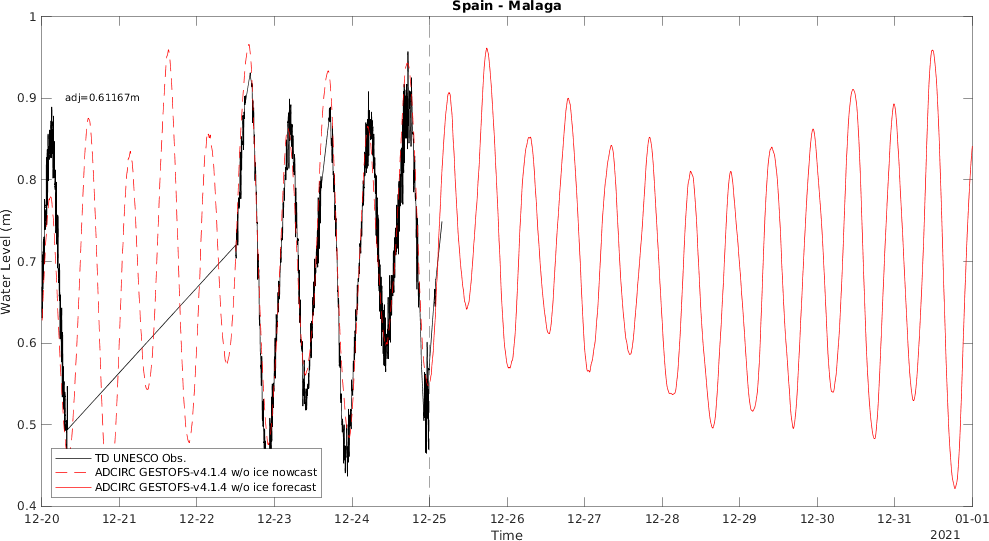 Spain - Malaga
1
0.9
0.8
0.7
0.6
0.5
0.4
Water Level (m)
adj=0.61167m
TD UNESCO Obs.
ADCIRC GESTOFS-v4.1.4 w/o ice nowcast
ADCIRC GESTOFS-v4.1.4 w/o ice forecast
12-20 12-21 12-22 12-23 12-24 12-25 12-26 12-27 12-28 12-29 12-30 12-31 01-01
Time
2021